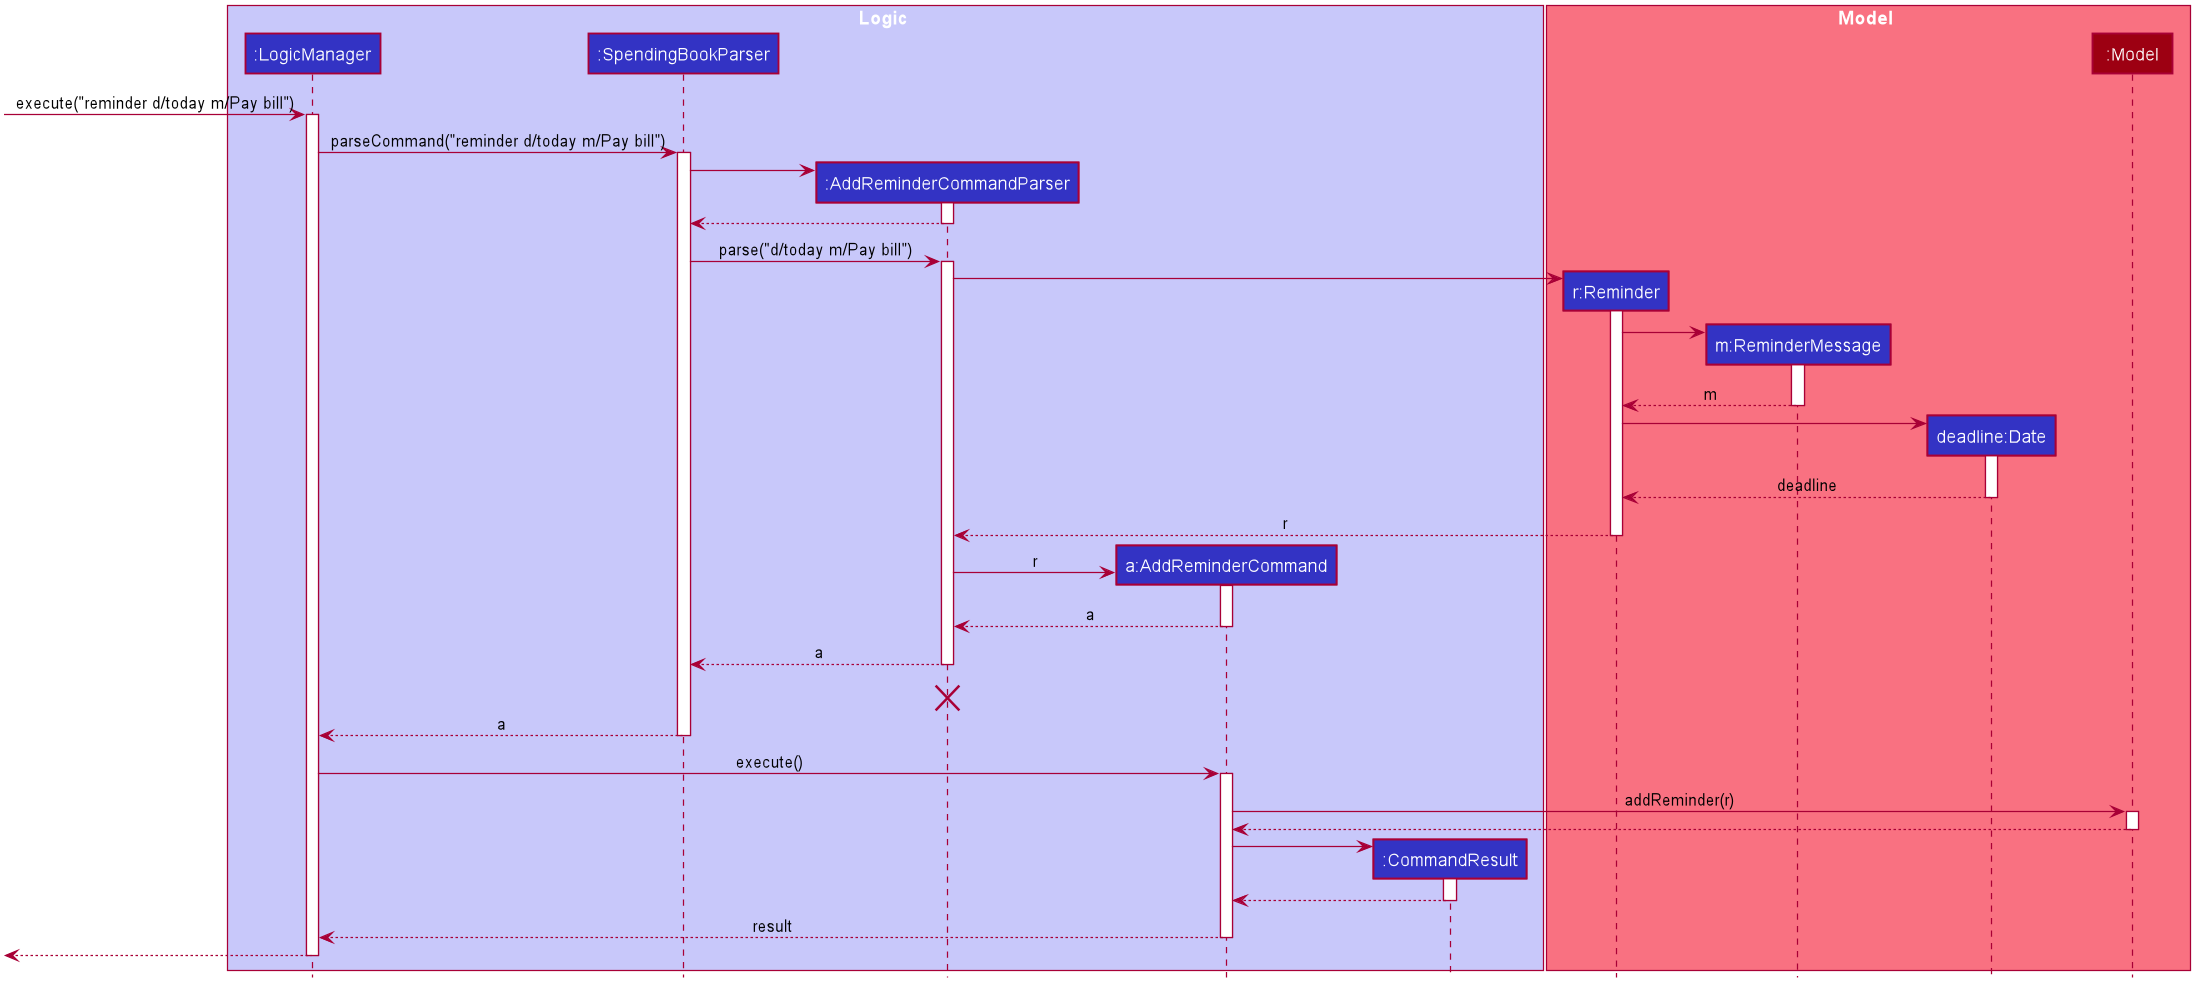 Logic
Model
:LogicManager
:SpendingBookParser
:Model
execute("reminder d/today m/Pay bill")
parseCommand("reminder d/today m/Pay bill")
:AddReminderCommandParser
parse("d/today m/Pay bill")
r:Reminder
m:ReminderMessage
m
deadline:Date
deadline
r
r
a:AddReminderCommand
a
a
a
execute()
addReminder(r)
:CommandResult
result